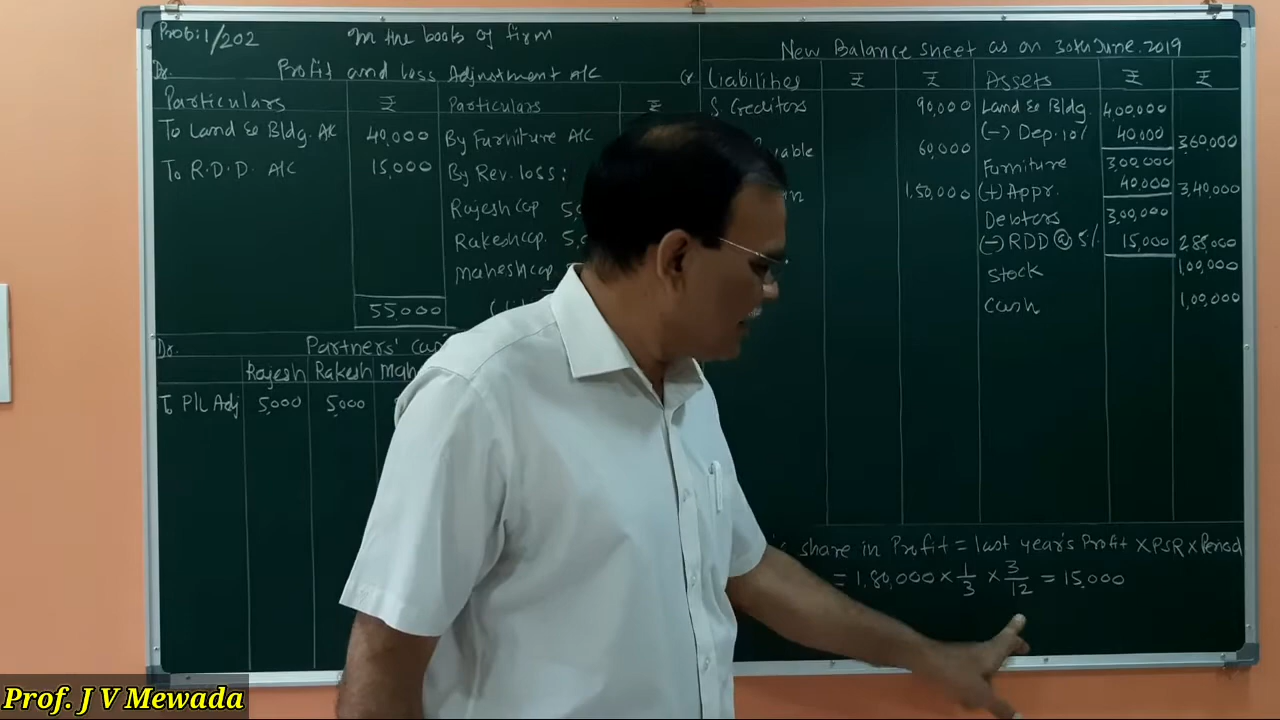 Prob:1/202 In the books of firm
Dr. Profit and loss Adjustment A/c Cr
Particulars ₹ Particulars ₹
To Land & Bldg. A/c 40,000 By Furniture A/c
To R.D.D. A/c 15,000 By Rev. loss:
Rajesh cap 5,0
Rakesh cap. 5,0
Mahesh cap
55000
Dr. Partners' Ca
Rajesh Rakesh Mah
To P/L Adj 5,000 5,000
New Balance sheet as on 30th June. 2019
Liabilities ₹ ₹ Assets ₹ ₹
S. Creditors 90,000 Land & Bldg. 4,00,000
(-) Dep. 10% 40,000 3,60,000
yable 60,000 Furniture 3,00,000
n 1,50,000 (+) Appr. 40,000 3,40,000
Debtors 3,00,000
(-) RDD @ 5%. 15,000 2,85,000
Stock 1,00,000
Cash 1,00,000
's share in Profit = last year's Profit × PSR × Period
= 1,80,000 × 1/3 × 3/12 = 15,000
Prof. J V Mewada